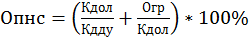 Опнс = (Кдол/Кдду + Огр/Кдол) * 100%